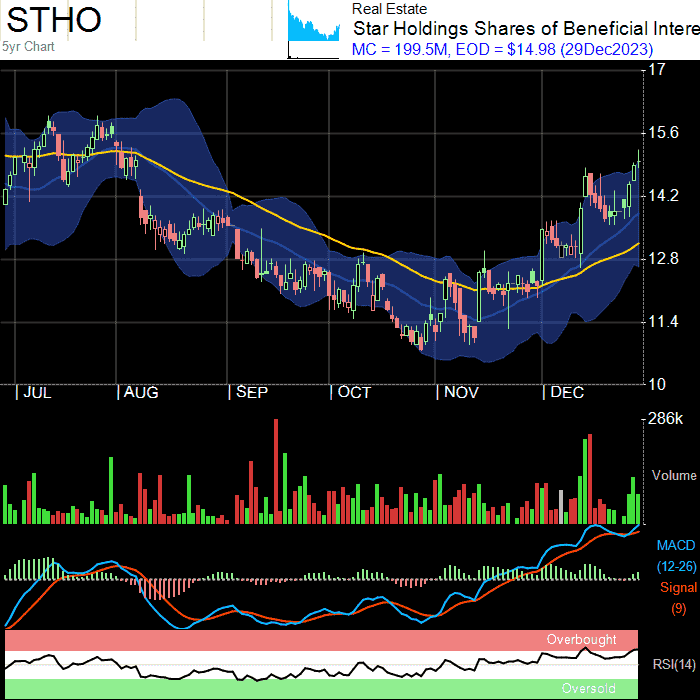 STHO
5yr Chart
Real Estate
Star Holdings Shares of Beneficial Intere
MC = 199.5M, EOD = $14.98 (29Dec2023)
17
15.6
14.2
12.8
11.4
10
JUL AUG SEP OCT NOV DEC
286k
Volume
MACD
(12-26)
Signal
(9)
Overbought
RSI(14)
Oversold